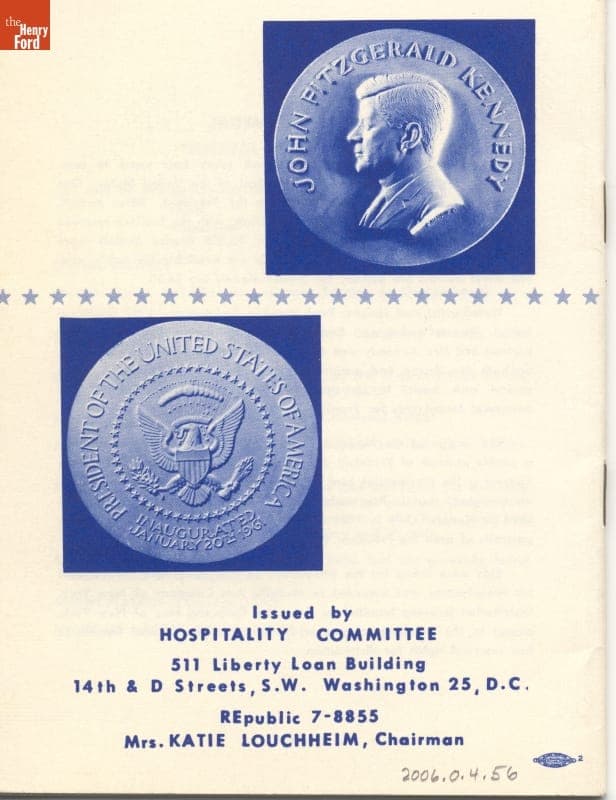 the
Henry
Ford
JOHN FITZGERALD KENNEDY
PRESIDENT OF THE UNITED STATES OF AMERICA
INAUGURATED
JANUARY 20TH 1961
Issued by
HOSPITALITY COMMITTEE
511 Liberty Loan Building
14th & D Streets, S.W. Washington 25, D.C.
REpublic 7-8855
Mrs. KATIE LOUCHHEIM, Chairman
2
2006.0.4.56